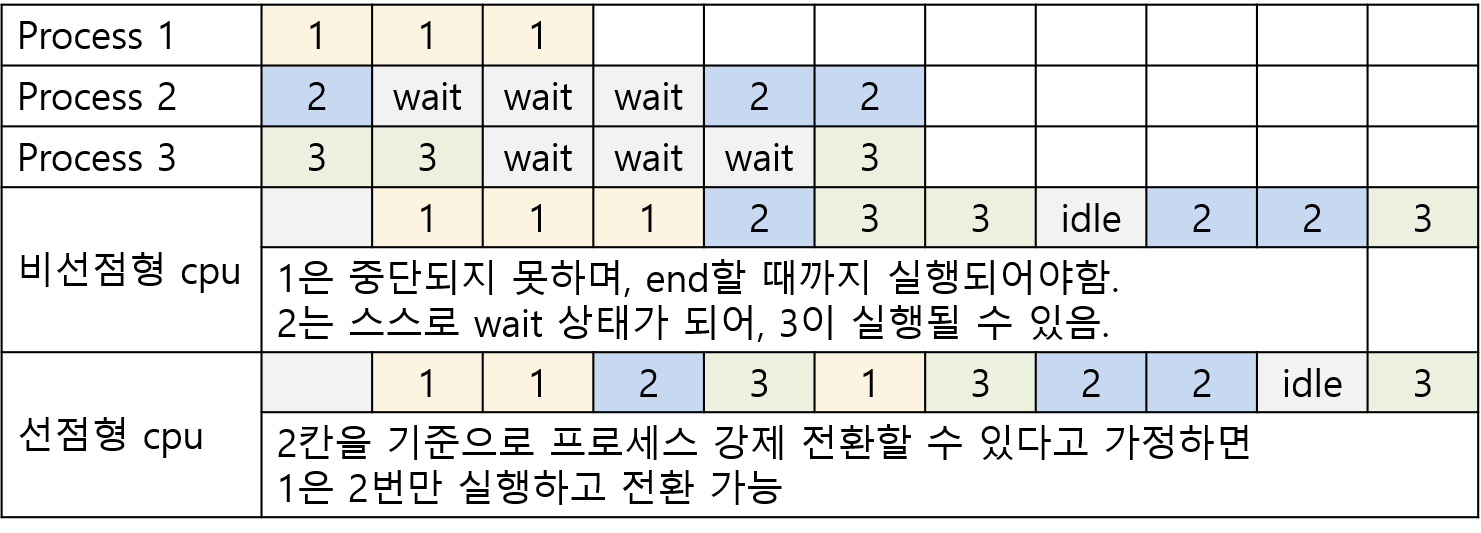 Process 1 1 1 1
Process 2 2 wait wait wait 2 2
Process 3 3 3 wait wait wait 3
비선점형 cpu 1 1 1 2 3 3 idle 2 2 3
1은 중단되지 못하며, end할 때까지 실행되어야함.
2는 스스로 wait 상태가 되어, 3이 실행될 수 있음.
선점형 cpu 1 1 2 3 1 3 2 2 idle 3
2칸을 기준으로 프로세스 강제 전환할 수 있다고 가정하면
1은 2번만 실행하고 전환 가능